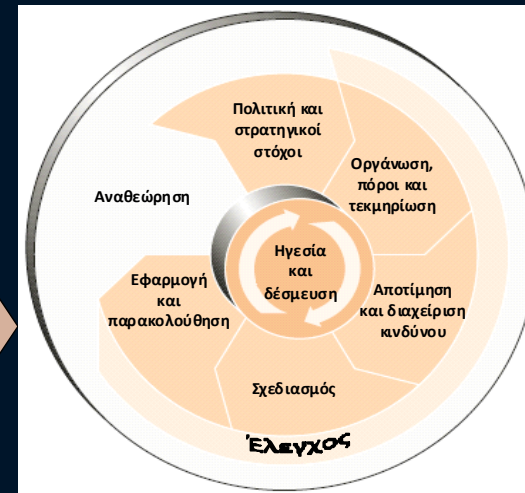 Πολιτική και
στρατηγικοί
στόχοι
Οργάνωση,
πόροι και
τεκμηρίωση
Αναθεώρηση
Ηγεσία
και
δέσμευση
Εφαρμογή
και
παρακολούθηση
Αποτίμηση
και διαχείριση
κινδύνου
Σχεδιασμός
Έλεγχος